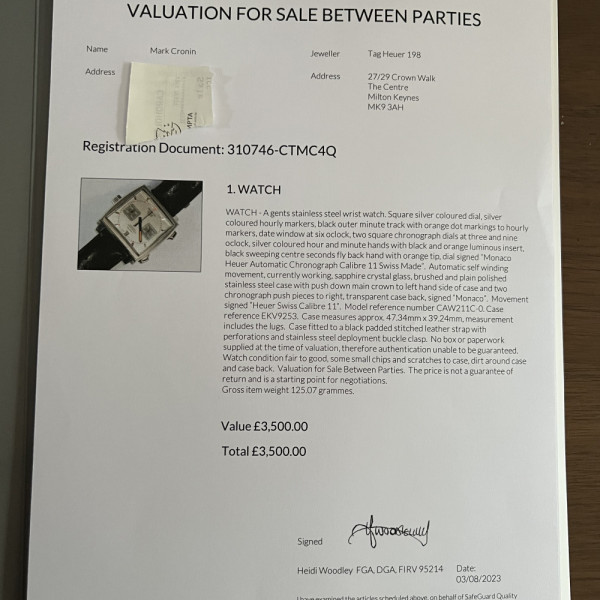 VALUATION FOR SALE BETWEEN PARTIES
Name Mark Cronin Jeweller Tag Heuer 198
Address Address 27/29 Crown Walk
The Centre
Milton Keynes
MK9 3AH
Registration Document: 310746-CTMC4Q
1. WATCH
WATCH - A gents stainless steel wrist watch. Square silver coloured dial, silver
coloured hourly markers, black outer minute track with orange dot markings to hourly
markers, date window at six oclock, two square chronograph dials at three and nine
oclock, silver coloured hour and minute hands with black and orange luminous insert,
black sweeping centre seconds fly back hand with orange tip, dial signed "Monaco
Heuer Automatic Chronograph Calibre 11 Swiss Made". Automatic self winding
movement, currently working, sapphire crystal glass, brushed and plain polished
stainless steel case with push down main crown to left hand side of case and two
chronograph push pieces to right, transparent case back, signed "Monaco". Movement
signed "Heuer Swiss Calibre 11". Model reference number CAW211C-0. Case
reference EKV9253. Case measures approx. 47.34mm x 39.24mm, measurement
includes the lugs. Case fitted to a black padded stitched leather strap with
perforations and stainless steel deployment buckle clasp. No box or paperwork
supplied at the time of valuation, therefore authentication unable to be guaranteed.
Watch condition fair to good, some small chips and scratches to case, dirt around case
and case back. Valuation for Sale Between Parties. The price is not a guarantee of
return and is a starting point for negotiations.
Gross item weight 125.07 grammes.
Value £3,500.00
Total £3,500.00
Signed
Heidi Woodley FGA, DGA, FIRV 95214 Date:
03/08/2023
I have examined the articles scheduled above, on behalf of SafeGuard Quality